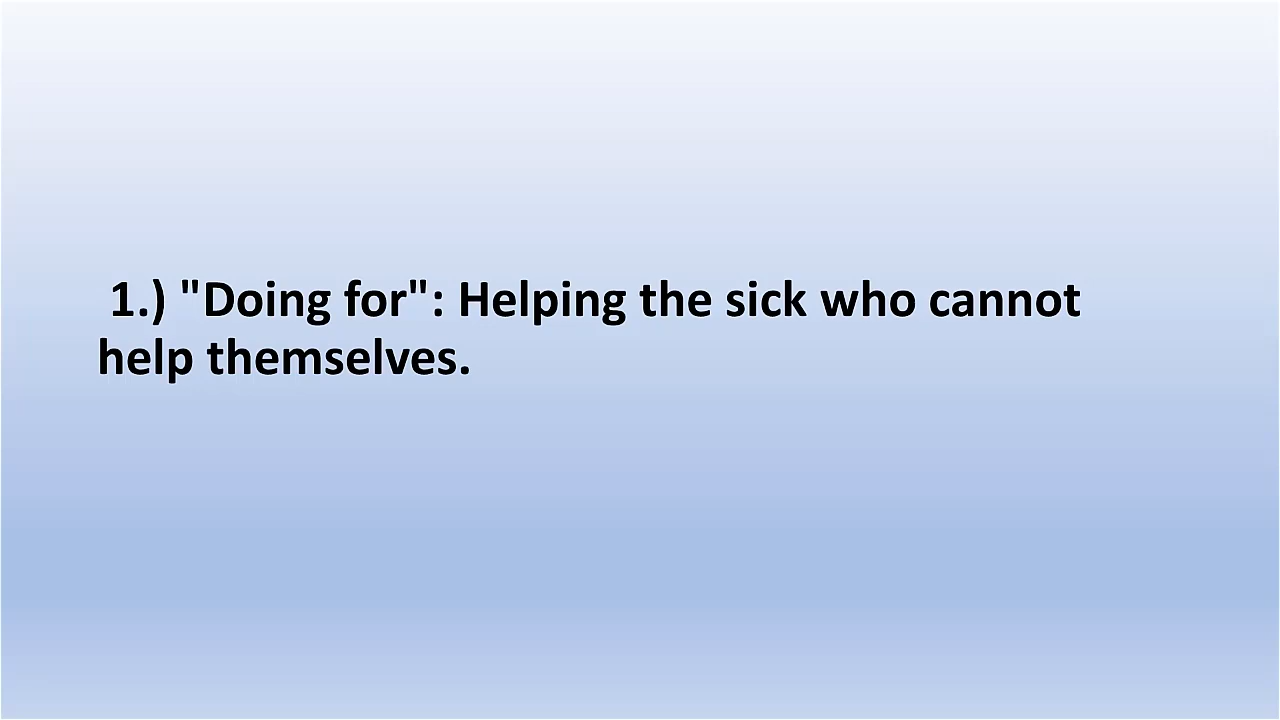 1.) "Doing for": Helping the sick who cannot
help themselves.